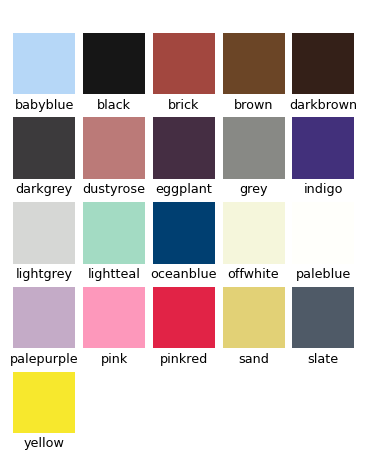 babyblue black brick brown darkbrown
darkgrey dustyrose eggplant grey indigo
lightgrey lightteal oceanblue offwhite paleblue
palepurple pink pinkred sand slate
yellow